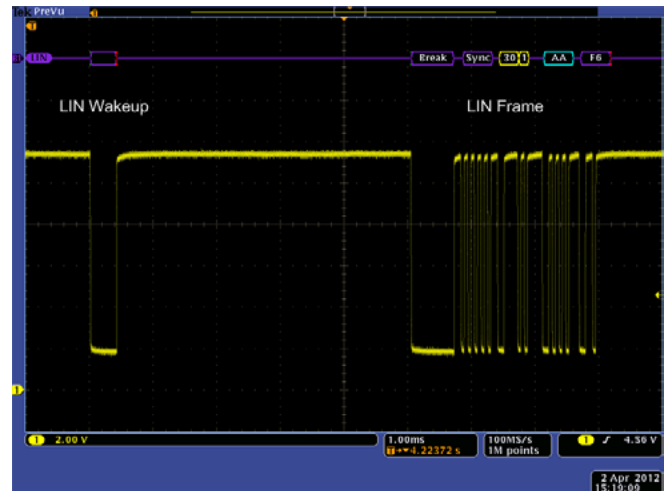 Tek PreVu
LIN Break Sync 30 1 AA F6
LIN Wakeup LIN Frame
1 2.00 V 1.00ms 100MS/s 1 4.36 V
T→▼4.22372 s 1M points
2 Apr 2012
15:19:09